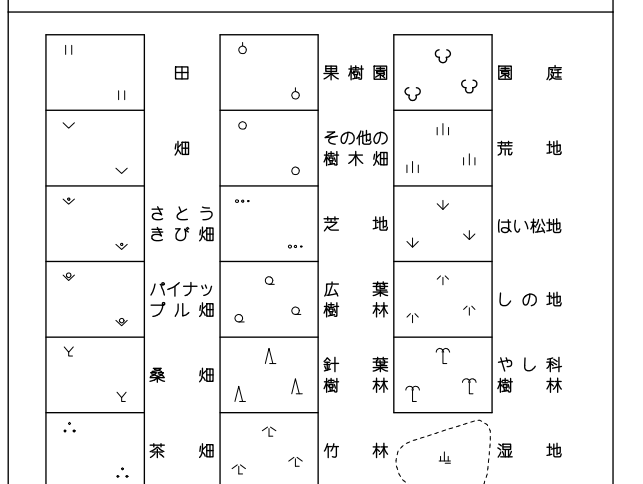 田
畑
さとう
きび畑
パイナッ
プル畑
桑畑
茶畑
果樹園
その他の
樹木畑
芝地
広葉
樹林
針葉
樹林
竹林
園庭
荒地
はい松地
しの地
やし科
樹林
湿地